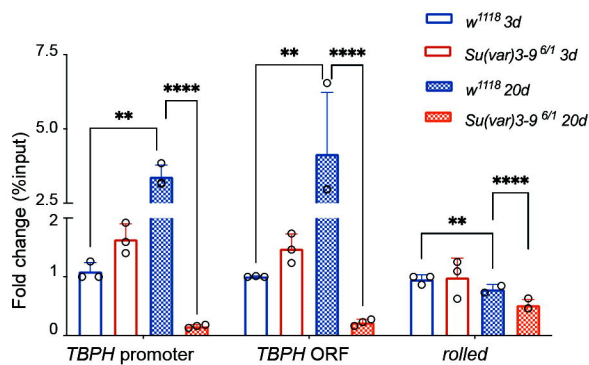 w1118 3d
Su(var)3-9 6/1 3d
w1118 20d
Su(var)3-9 6/1 20d
Fold change (%input)
7.5
5.0
2.5
2
1
0
** ****
** ****
** ****
TBPH promoter
TBPH ORF
rolled